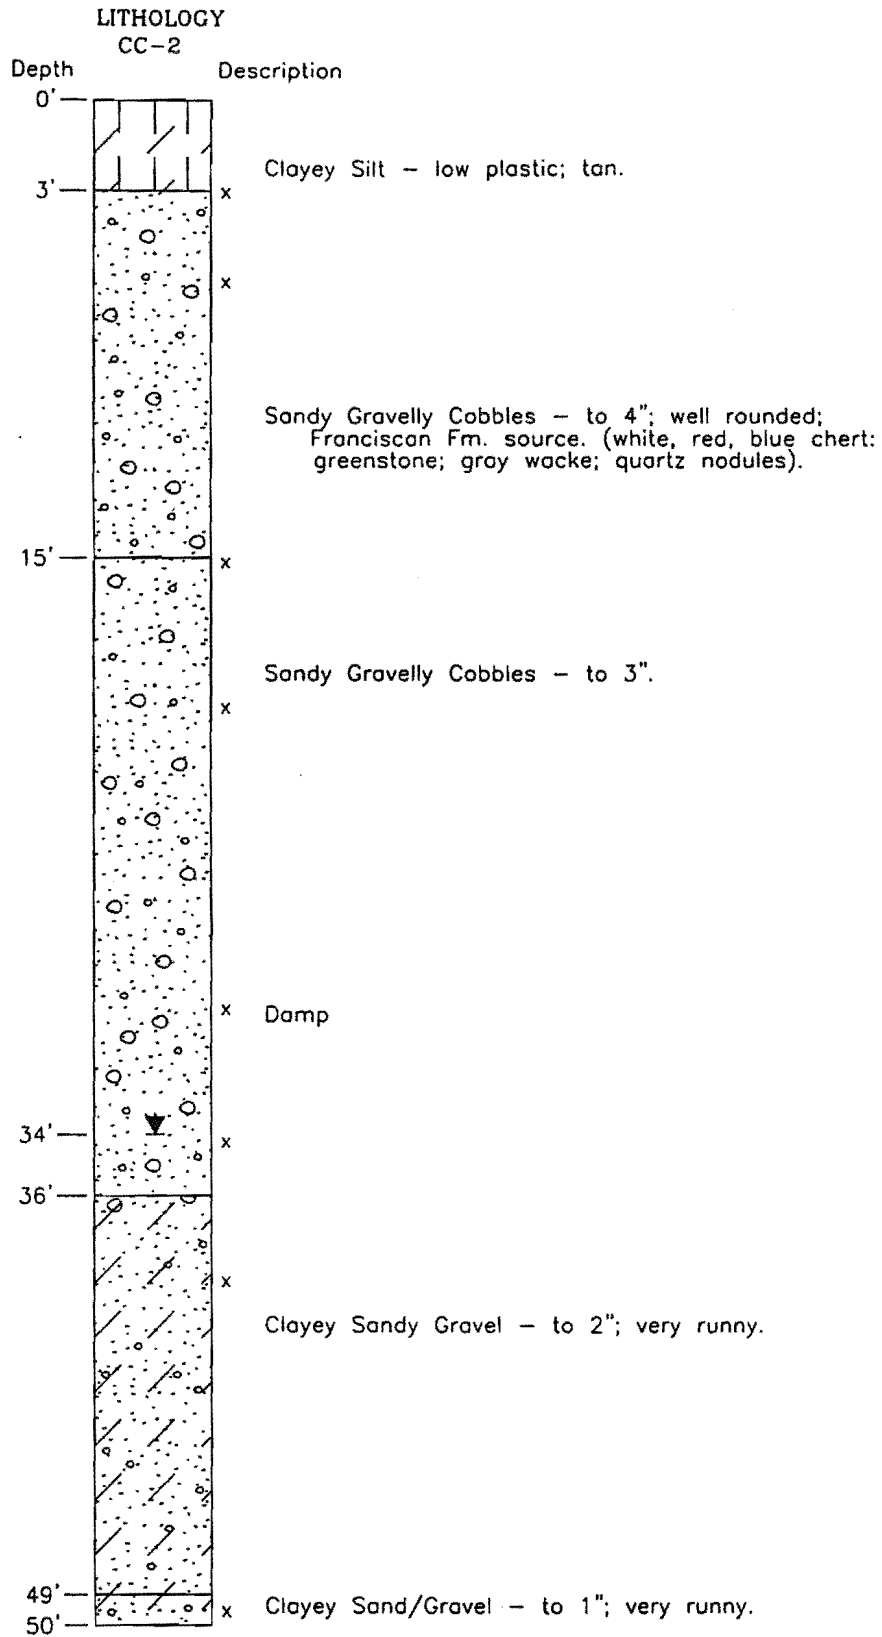 LITHOLOGY
CC-2
Depth Description
0'
Clayey Silt - low plastic; tan.
3' x
x
Sandy Gravelly Cobbles - to 4"; well rounded;
Franciscan Fm. source. (white, red, blue chert:
greenstone; gray wacke; quartz nodules).
15' x
Sandy Gravelly Cobbles - to 3".
x
x Damp
34' x
36'
x
Clayey Sandy Gravel - to 2"; very runny.
49'
x Clayey Sand/Gravel - to 1"; very runny.
50'